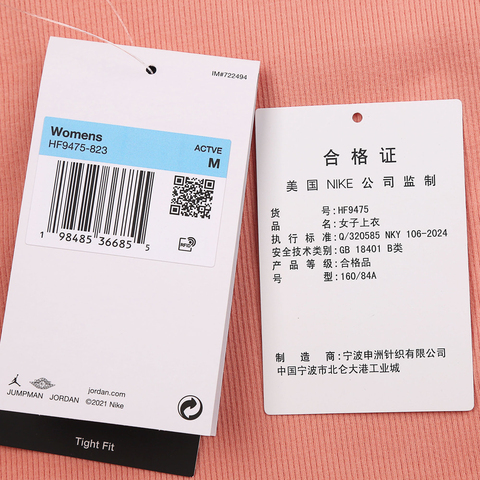 IM#722494
Womens
HF9475-823
ACTVE
M
1 98485 36685 5
RFID
JUMPMAN JORDAN
jordan.com
©2021 Nike
Tight Fit
合格证
美国 NIKE 公司监制
货 号:HF9475
品 名:女子上衣
执行标准:Q/320585 NKY 106-2024
安全技术类别:GB 18401 B类
产品等级:合格品
号 型:160/84A
制造商:宁波申洲针织有限公司
中国宁波市北仑大港工业城